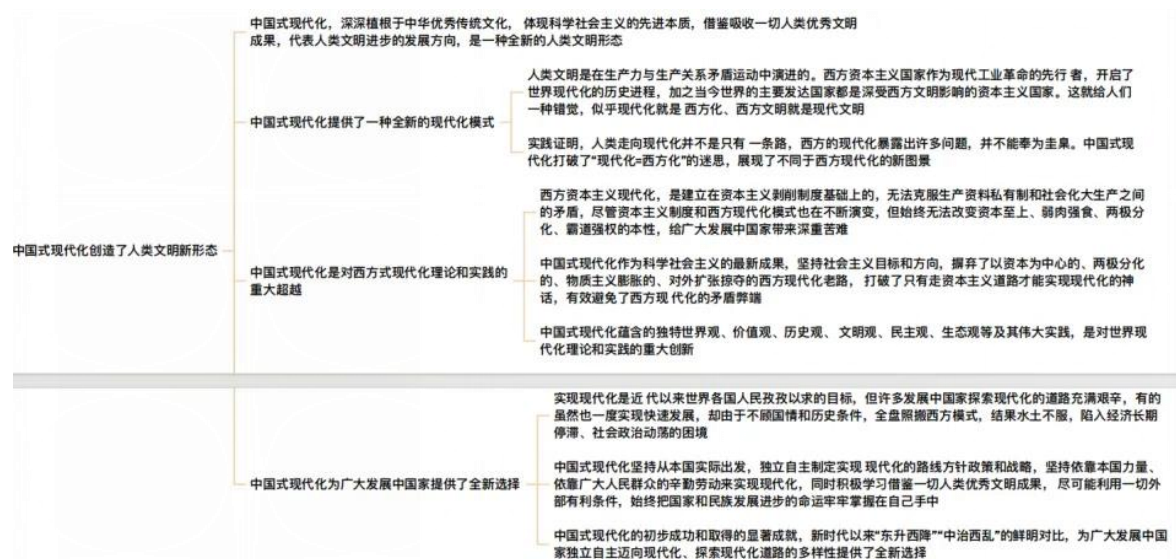 中国式现代化，深深植根于中华优秀传统文化， 体现科学社会主义的先进本质，借鉴吸收一切人类优秀文明
成果，代表人类文明进步的发展方向，是一种全新的人类文明形态
人类文明是在生产力与生产关系矛盾运动中演进的。西方资本主义国家作为现代工业革命的先行 者，开启了
世界现代化的历史进程，加之当今世界的主要发达国家都是深受西方文明影响的资本主义国家。这就给人们
一种错觉，似乎现代化就是 西方化、西方文明就是现代文明
中国式现代化提供了一种全新的现代化模式
实践证明，人类走向现代化并不是只有 一条路，西方的现代化暴露出许多问题，并不能奉为圭臬。中国式现
代化打破了“现代化=西方化”的迷思，展现了不同于西方现代化的新图景
西方资本主义现代化，是建立在资本主义剥削制度基础上的，无法克服生产资料私有制和社会化大生产之间
的矛盾，尽管资本主义制度和西方现代化模式也在不断演变，但始终无法改变资本至上、弱肉强食、两极分
化、霸道强权的本性，给广大发展中国家带来深重苦难
中国式现代化创造了人类文明新形态
中国式现代化是对西方式现代化理论和实践的
重大超越
中国式现代化作为科学社会主义的最新成果，坚持社会主义目标和方向，摒弃了以资本为中心的、两极分化
的、物质主义膨胀的、对外扩张掠夺的西方现代化老路， 打破了只有走资本主义道路才能实现现代化的神
话，有效避免了西方现 代化的矛盾弊端
中国式现代化蕴含的独特世界观、价值观、历史观、 文明观、民主观、生态观等及其伟大实践，是对世界现
代化理论和实践的重大创新
实现现代化是近 代以来世界各国人民孜孜以求的目标，但许多发展中国家探索现代化的道路充满艰辛，有的
虽然也一度实现快速发展，却由于不顾国情和历史条件，全盘照搬西方模式，结果水土不服，陷入经济长期
停滞、社会政治动荡的困境
中国式现代化为广大发展中国家提供了全新选择
中国式现代化坚持从本国实际出发，独立自主制定实现 现代化的路线方针政策和战略，坚持依靠本国力量、
依靠广大人民群众的辛勤劳动来实现现代化，同时积极学习借鉴一切人类优秀文明成果， 尽可能利用一切外
部有利条件，始终把国家和民族发展进步的命运牢牢掌握在自己手中
中国式现代化的初步成功和取得的显著成就，新时代以来“东升西降”“中治西乱”的鲜明对比，为广大发展中国
家独立自主迈向现代化、探索现代化道路的多样性提供了全新选择